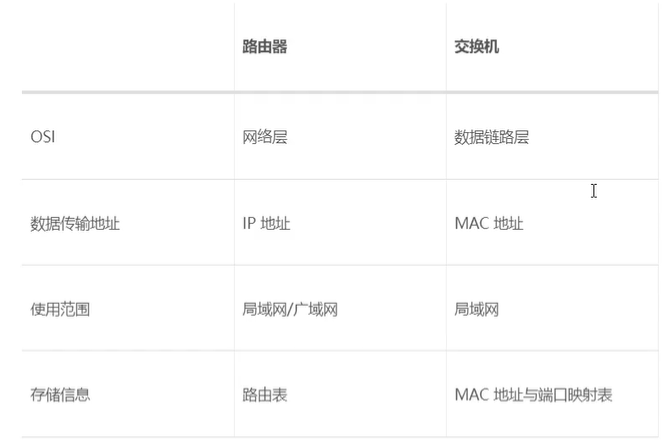 路由器 交换机
OSI 网络层 数据链路层
数据传输地址 IP 地址 MAC 地址
使用范围 局域网/广域网 局域网
存储信息 路由表 MAC 地址与端口映射表